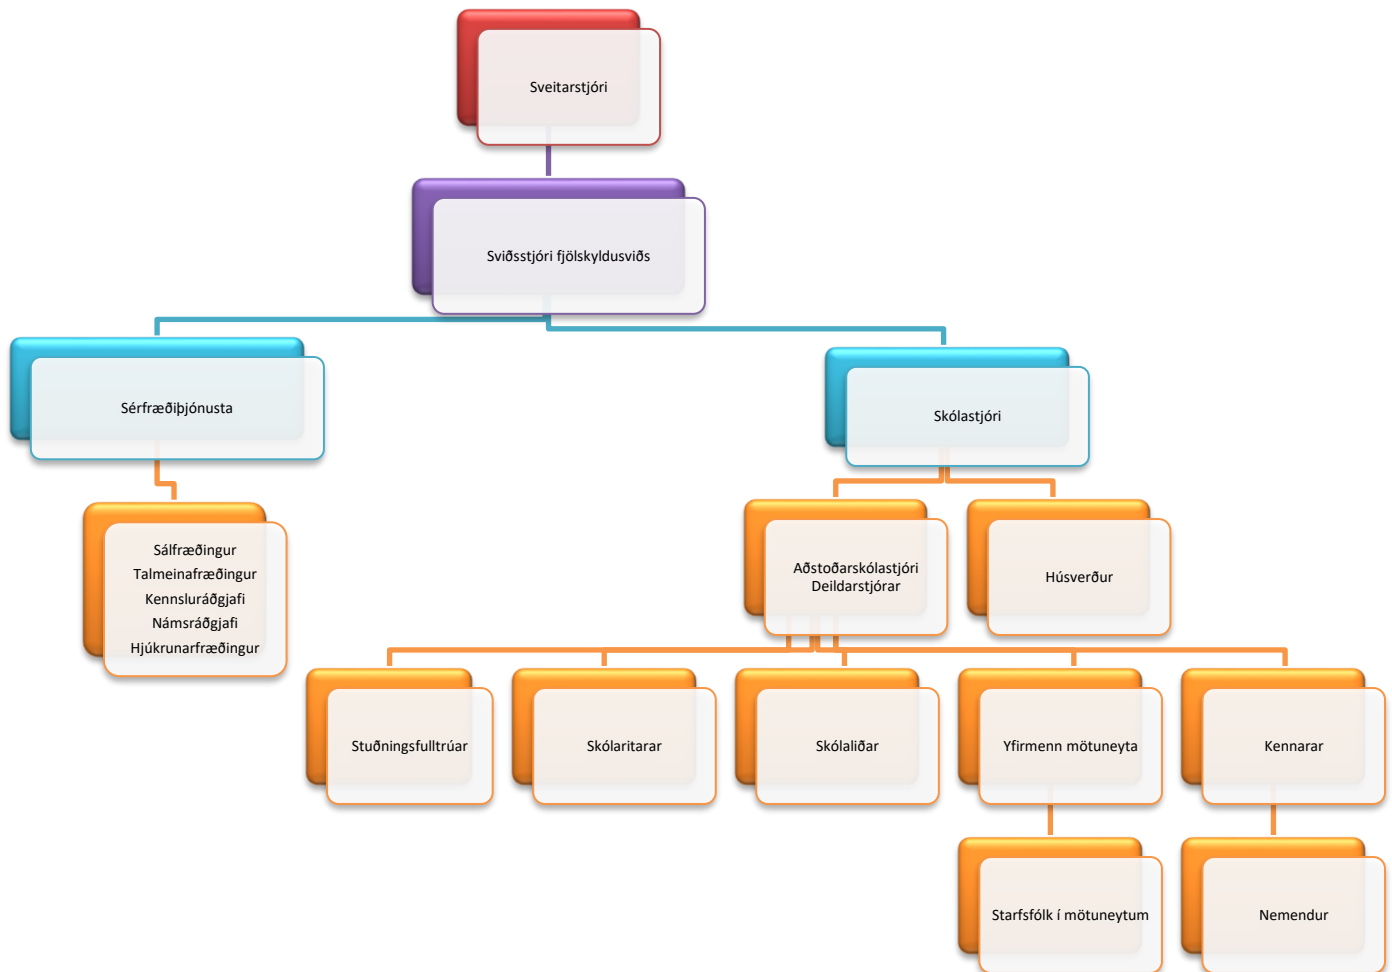 Sveitarstjóri
Sviðsstjóri fjölskyldusviðs
Sérfræðiþjónusta
Skólastjóri
Sálfræðingur
Talmeinafræðingur
Kennsluráðgjafi
Námsráðgjafi
Hjúkrunarfræðingur
Aðstoðarskólastjóri
Deildarstjórar
Húsverður
Stuðningsfulltrúar
Skólaritarar
Skólaliðar
Yfirmenn mötuneyta
Kennarar
Starfsfólk í mötuneytum
Nemendur